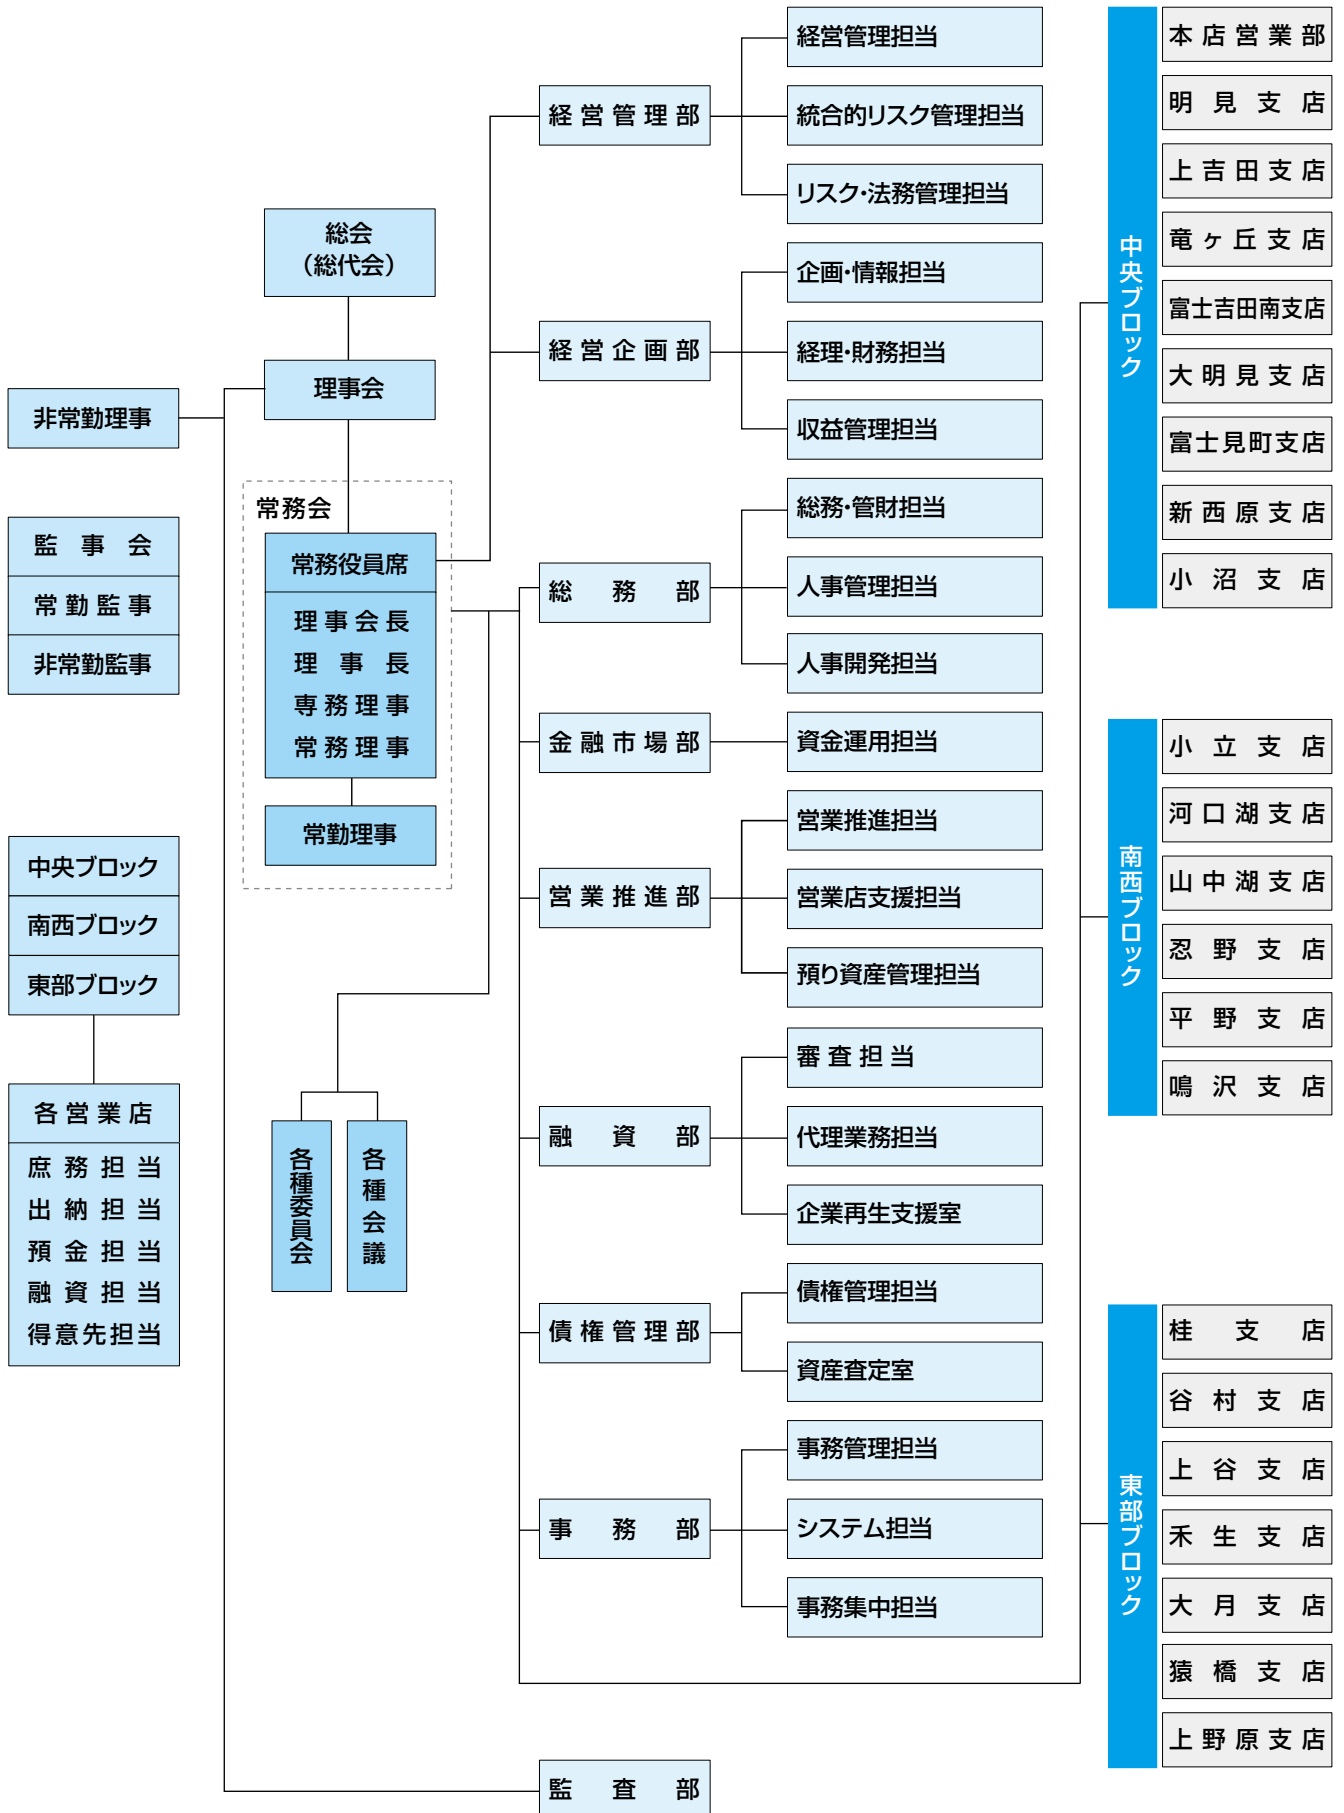 総会
（総代会）
理事会
非常勤理事
監事会
常勤監事
非常勤監事
常務会
常務役員席
理事会長
理事長
専務理事
常務理事
常勤理事
中央ブロック
南西ブロック
東部ブロック
各営業店
庶務担当
出納担当
預金担当
融資担当
得意先担当
各種委員会
各種会議
経営管理部
経営管理担当
統合的リスク管理担当
リスク・法務管理担当
経営企画部
企画・情報担当
経理・財務担当
収益管理担当
総務部
総務・管財担当
人事管理担当
人事開発担当
金融市場部
資金運用担当
営業推進部
営業推進担当
営業店支援担当
預り資産管理担当
融資部
審査担当
代理業務担当
企業再生支援室
債権管理部
債権管理担当
資産査定室
事務部
事務管理担当
システム担当
事務集中担当
監査部
中央ブロック
本店営業部
明見支店
上吉田支店
竜ヶ丘支店
富士吉田南支店
大明見支店
富士見町支店
新西原支店
小沼支店
南西ブロック
小立支店
河口湖支店
山中湖支店
忍野支店
平野支店
鳴沢支店
東部ブロック
桂支店
谷村支店
上谷支店
禾生支店
大月支店
猿橋支店
上野原支店